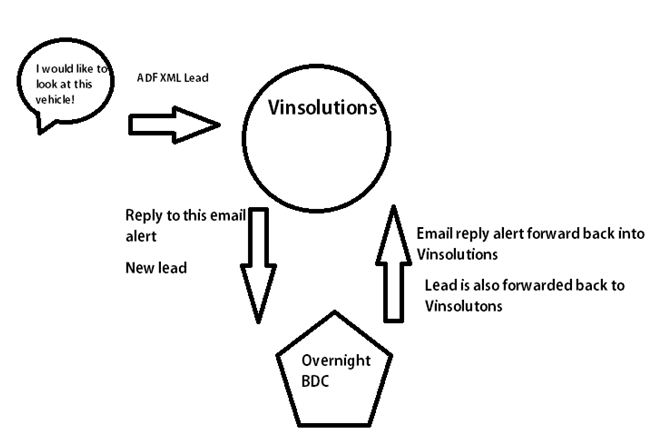 I would like to
look at this
vehicle!
ADF XML Lead
Vinsolutions
Reply to this email
alert
New lead
Email reply alert forward back into
Vinsolutions
Lead is also forwarded back to
Vinsolutons
Overnight
BDC